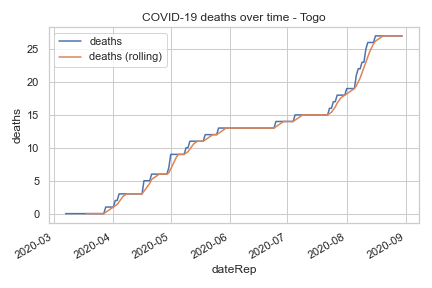 COVID-19 deaths over time - Togo
deaths
deaths (rolling)
deaths
25
20
15
10
5
0
2020-03
2020-04
2020-05
2020-06
2020-07
2020-08
2020-09
dateRep